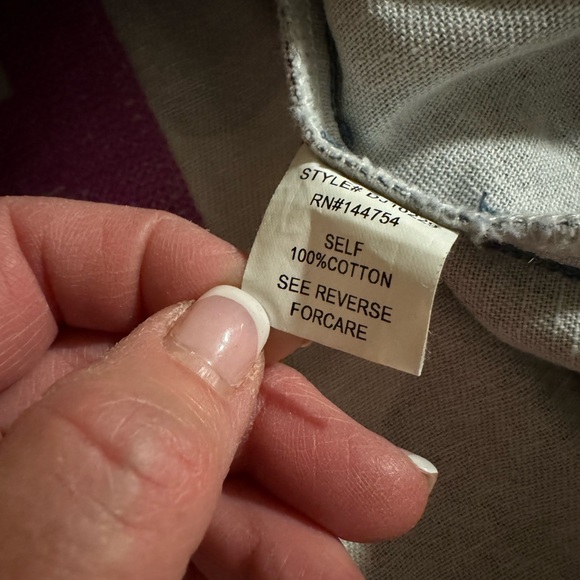 STYLE#
RN#144754
SELF
100%COTTON
SEE REVERSE
FORCARE